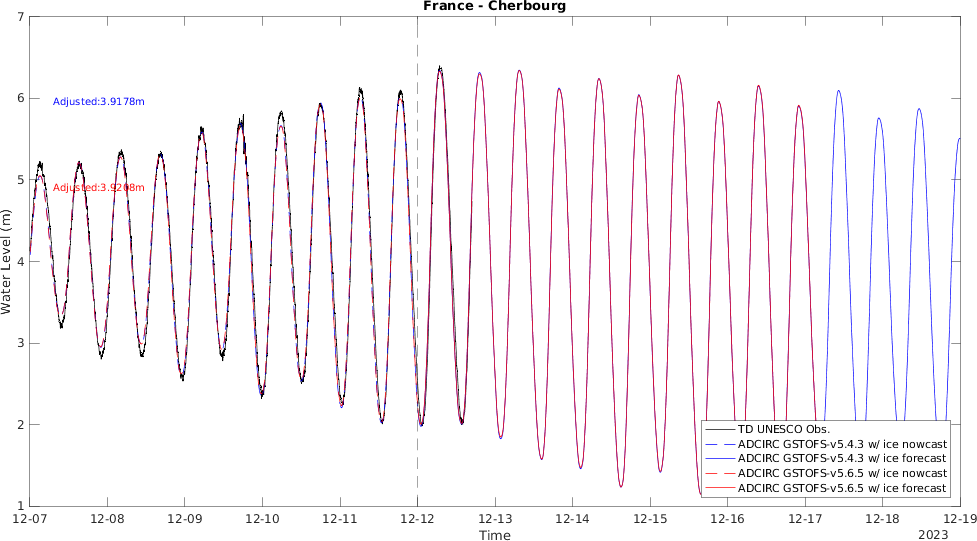 France - Cherbourg
7
6
5
4
3
2
1
Water Level (m)
Adjusted:3.9178m
Adjusted:3.9208m
TD UNESCO Obs.
ADCIRC GSTOFS-v5.4.3 w/ ice nowcast
ADCIRC GSTOFS-v5.4.3 w/ ice forecast
ADCIRC GSTOFS-v5.6.5 w/ ice nowcast
ADCIRC GSTOFS-v5.6.5 w/ ice forecast
12-07 12-08 12-09 12-10 12-11 12-12 12-13 12-14 12-15 12-16 12-17 12-18 12-19
Time
2023